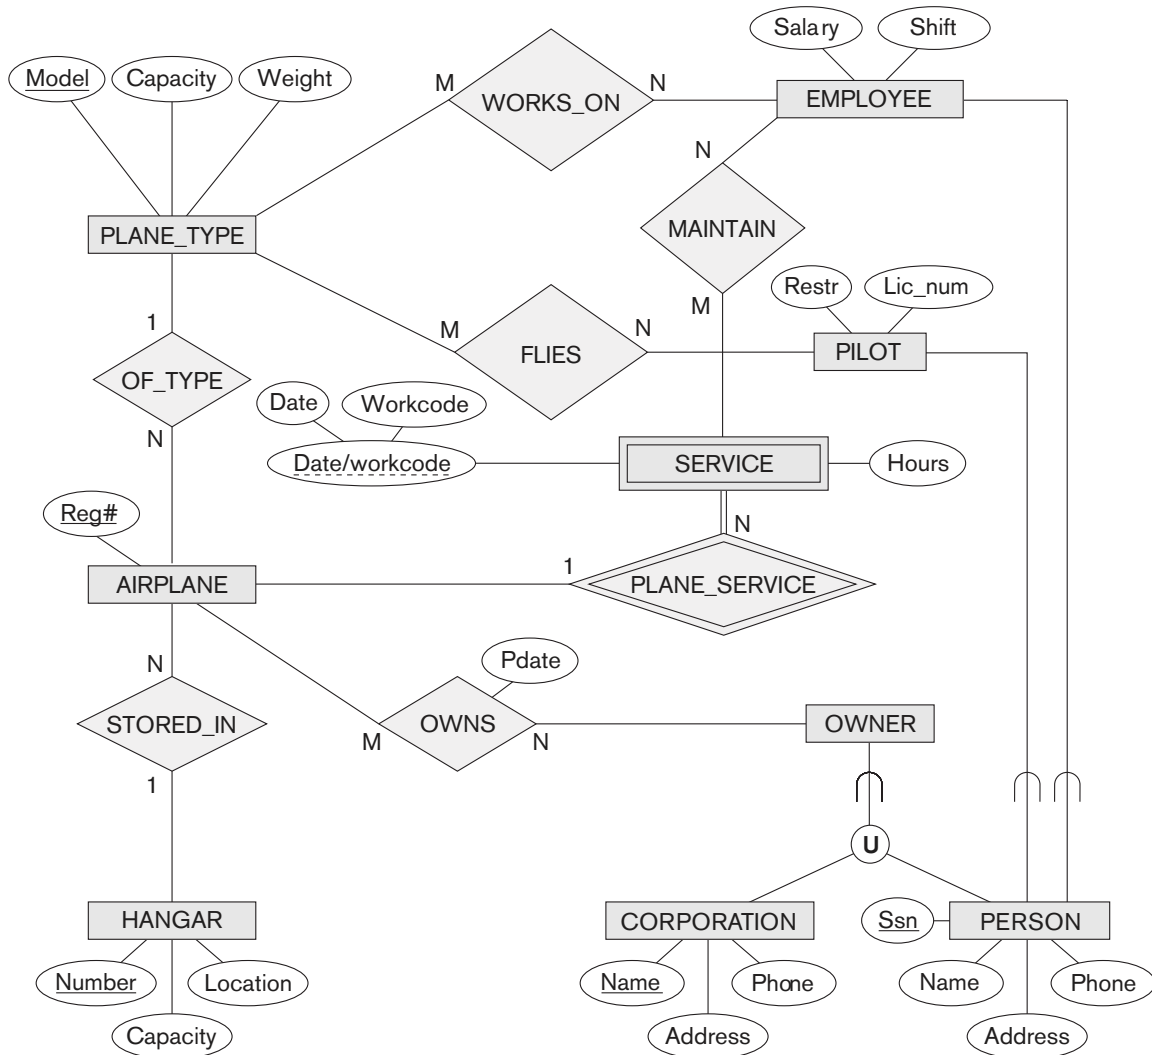 Salary
Shift
Model
Capacity
Weight
M
WORKS_ON
N
EMPLOYEE
N
PLANE_TYPE
MAINTAIN
M
Restr
Lic_num
1
M
FLIES
N
PILOT
OF_TYPE
Date
Workcode
N
Date/workcode
SERVICE
Hours
Reg#
N
1
AIRPLANE
PLANE_SERVICE
N
Pdate
STORED_IN
M
OWNS
N
OWNER
1
U
HANGAR
CORPORATION
Ssn
PERSON
Number
Location
Name
Phone
Name
Phone
Capacity
Address
Address